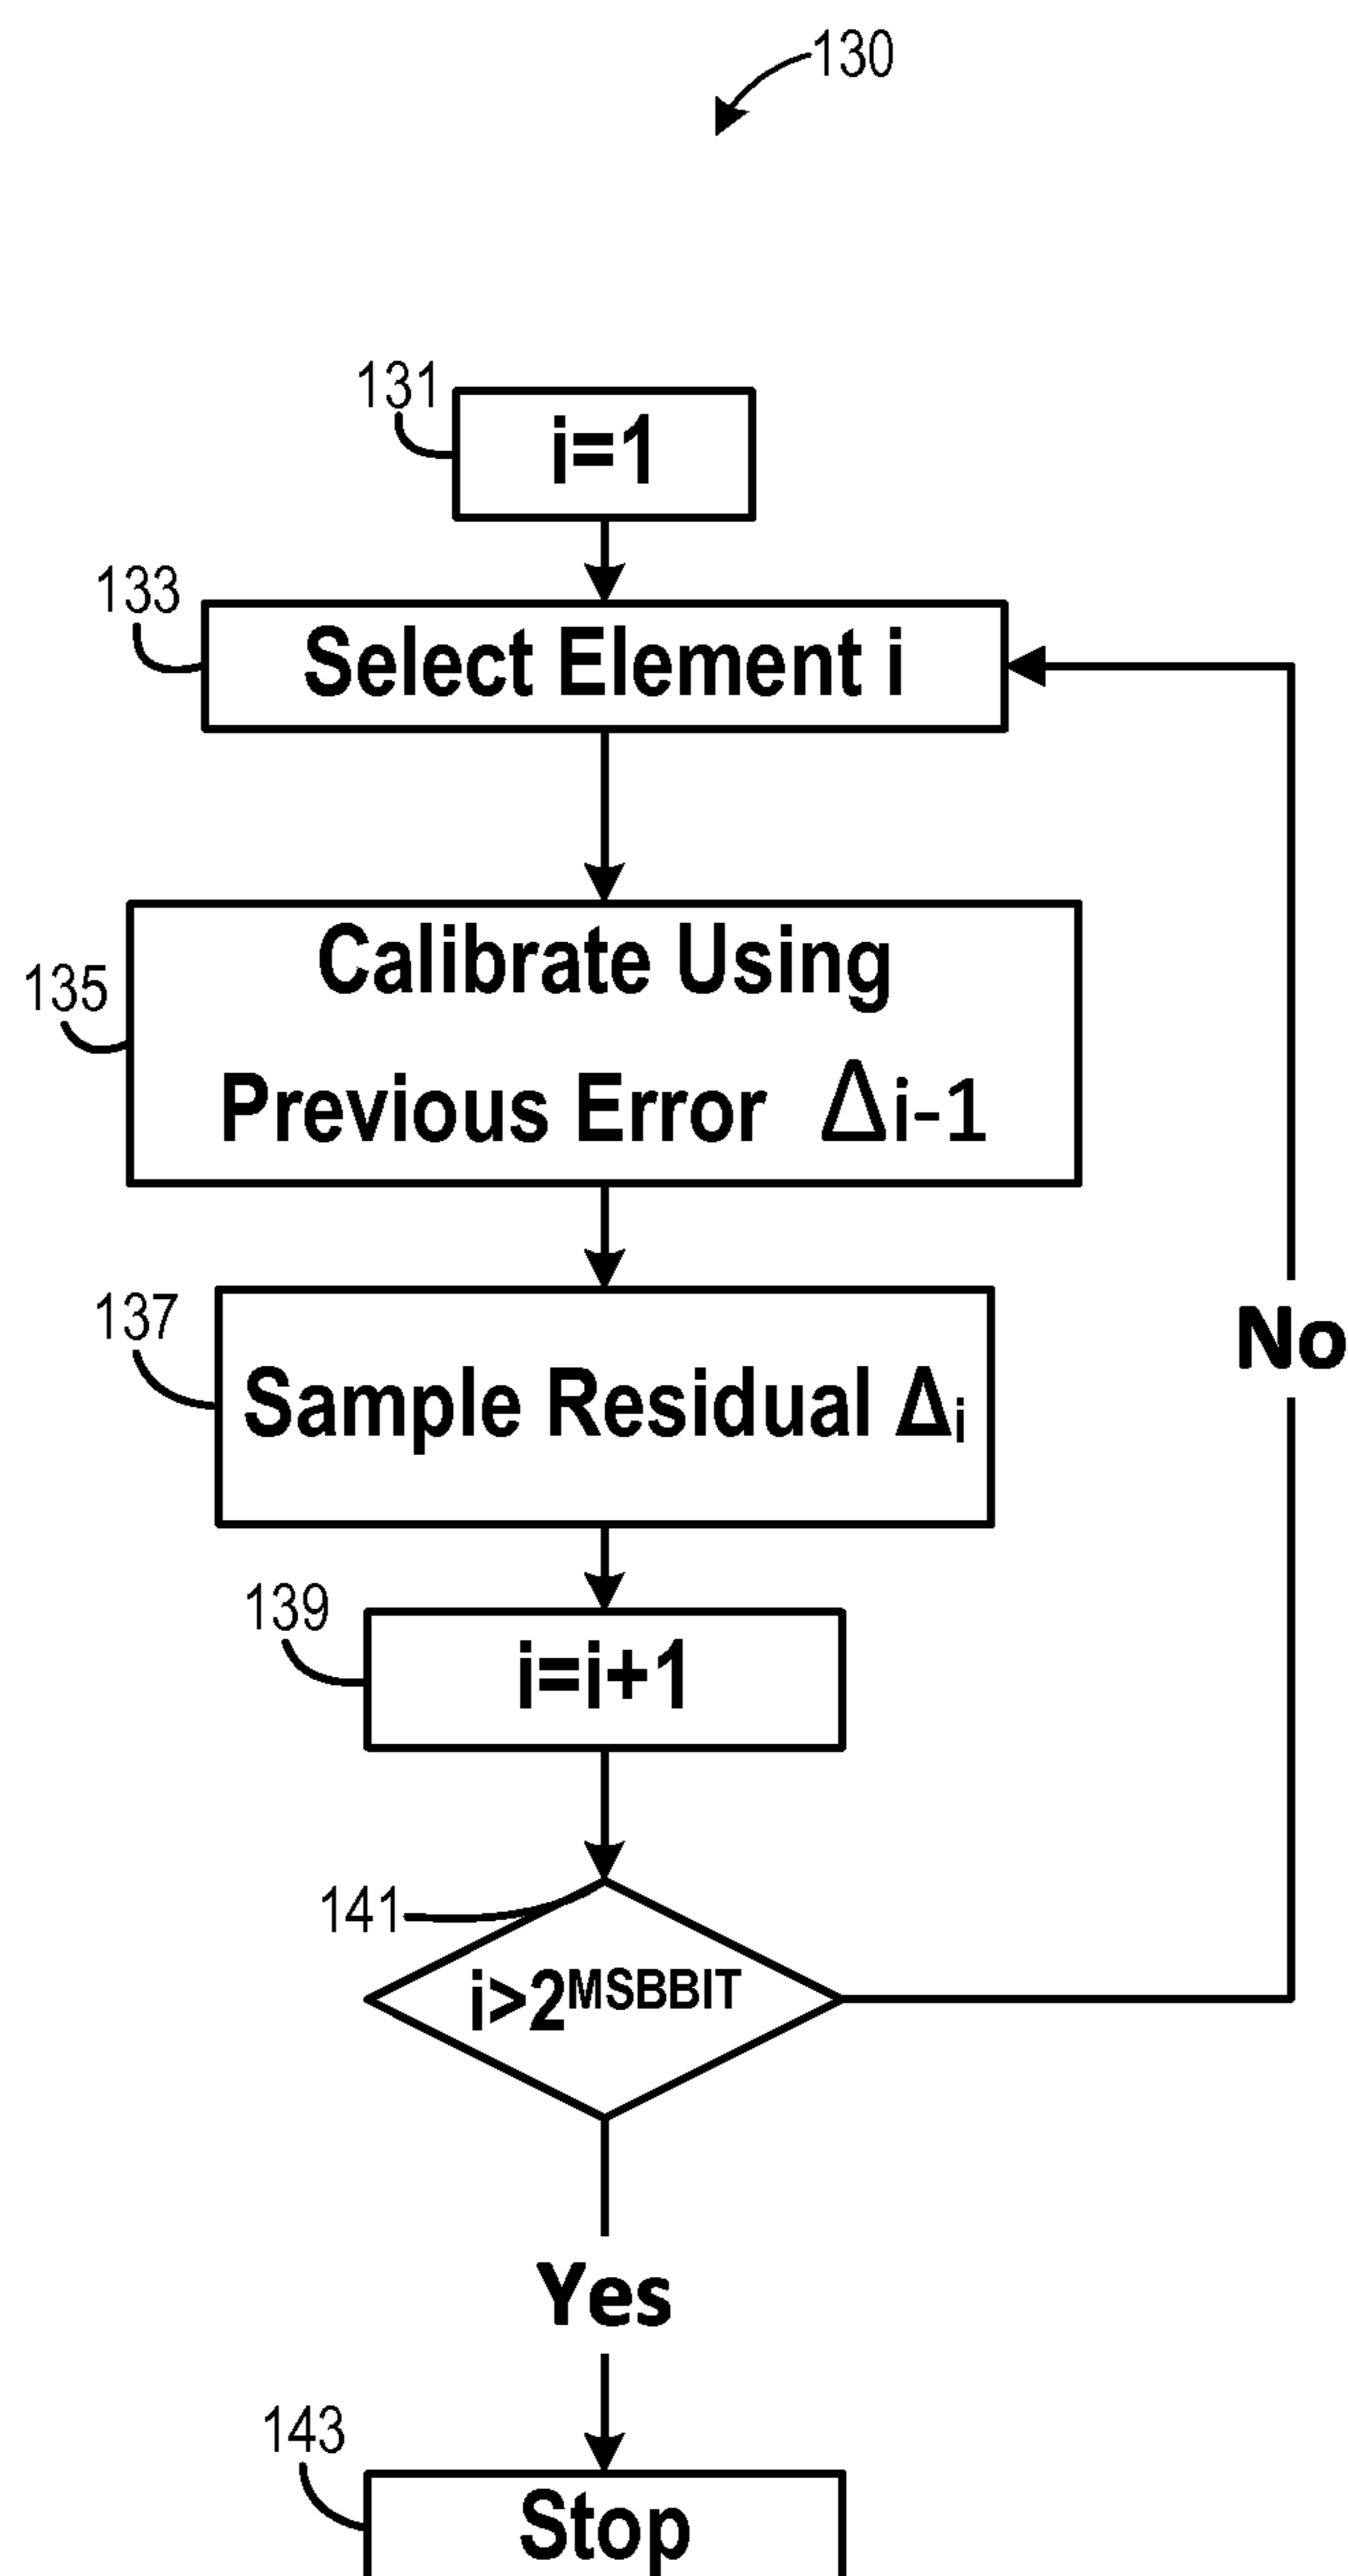 130
131
i=1
133
Select Element i
135
Calibrate Using
Previous Error Δi-1
137
Sample Residual Δi
No
139
i=i+1
141
i>2MSBBIT
Yes
143
Stop